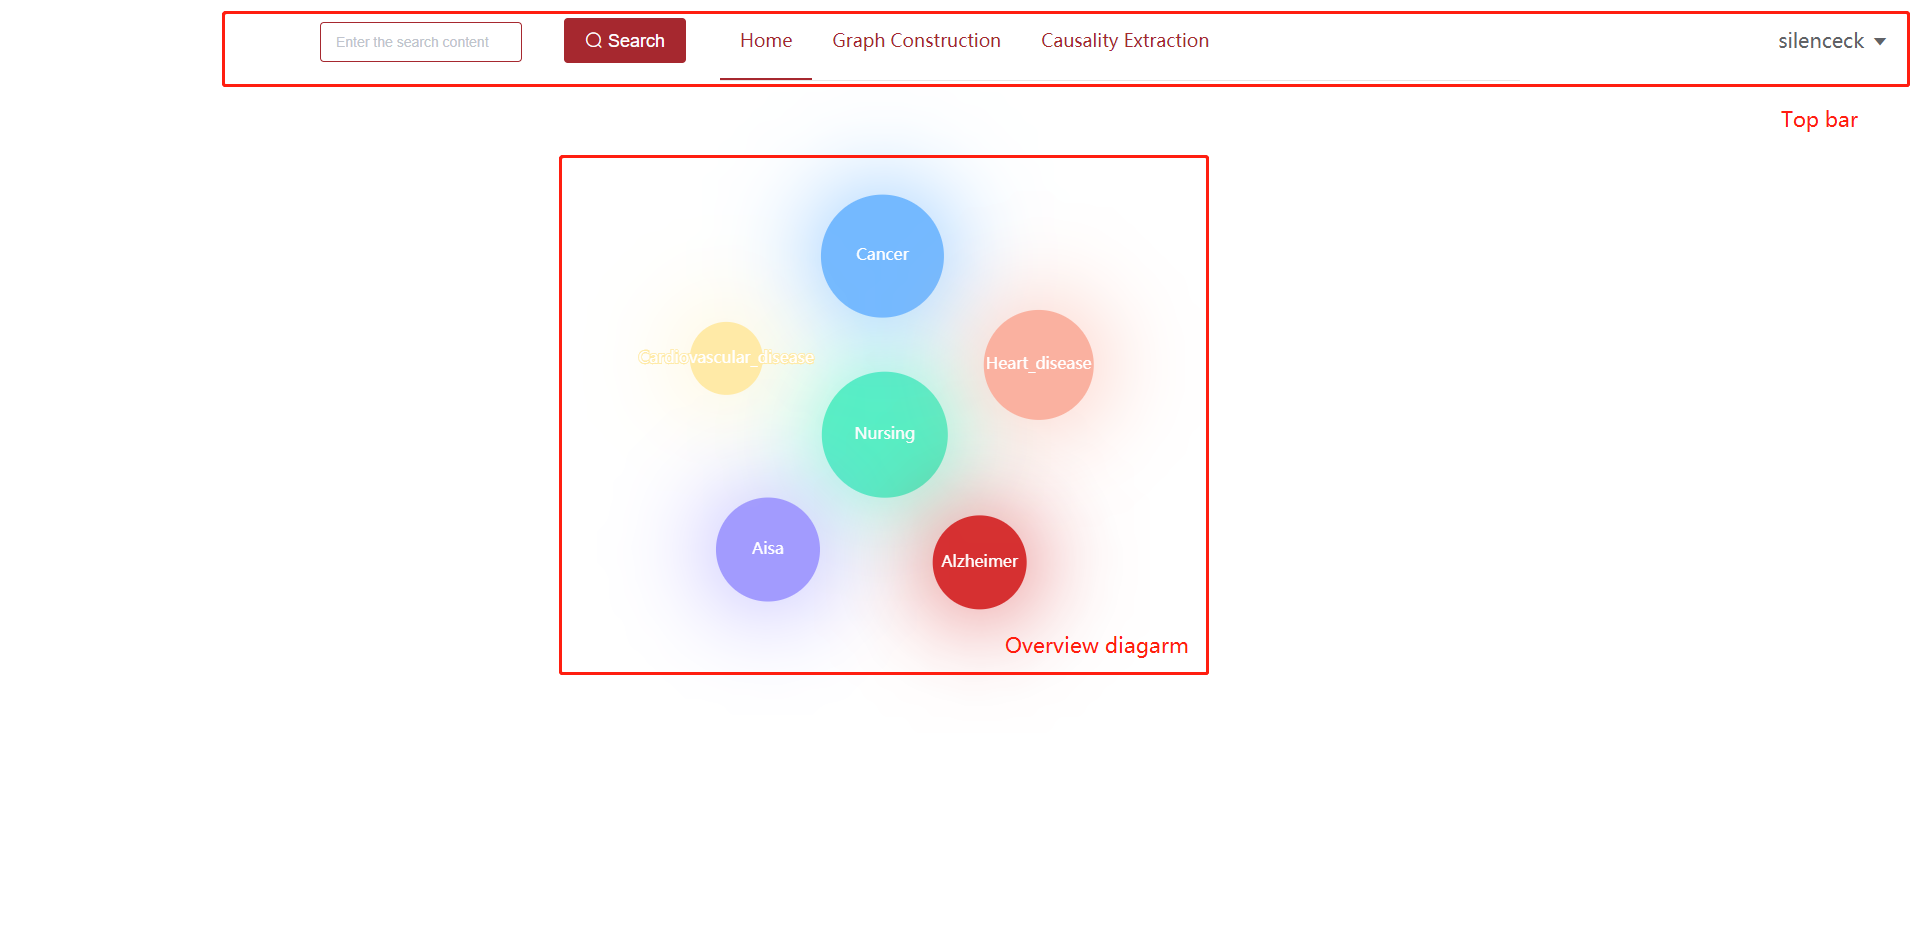 Enter the search content
Search
Home
Graph Construction
Causality Extraction
silenceck
Top bar
Cancer
Cardiovascular_disease
Heart_disease
Nursing
Aisa
Alzheimer
Overview diagarm